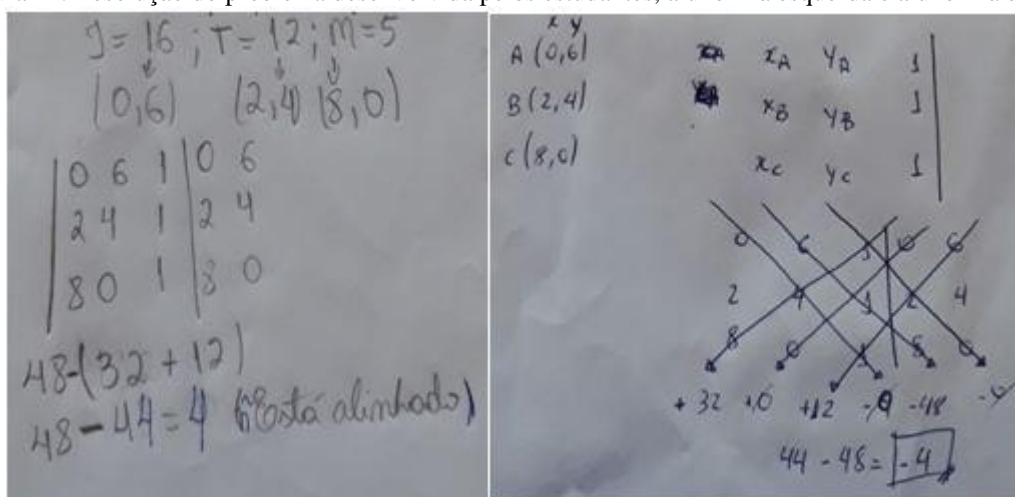 J=16 ; T=12; M=5
(0,6) (2,4) (8,0)
0 6 1 0 6
2 4 1 2 4
8 0 1 8 0
48-(32 + 12)
48 - 44 = 4 (ñ Está alinhado)
x y
A (0,6)
B (2,4)
C (8,0)
xA yA 1
xB yB 1
xC yC 1
0 6 1 0 6
2 4 1 2 4
8 0 1 8 0
+ 32 +0 +12 -0 -48
44 - 48 = -4